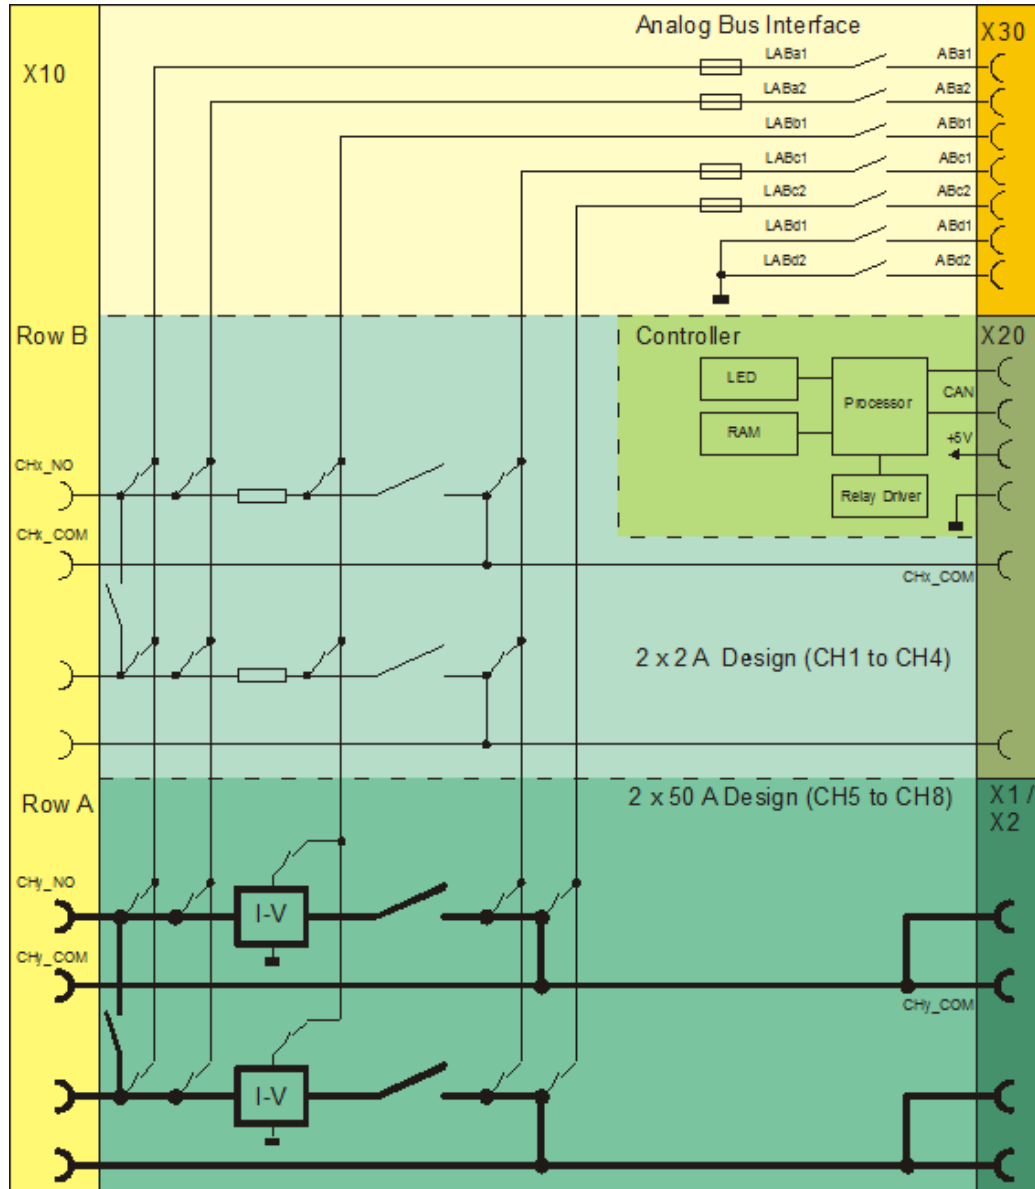 Analog Bus Interface
X30
X10
LABa1
ABa1
LABa2
ABa2
LABb1
ABb1
LABc1
ABc1
LABc2
ABc2
LABd1
ABd1
LABd2
ABd2
Row B
Controller
X20
LED
Processor
CAN
RAM
+5V
CHx_NO
Relay Driver
CHx_COM
CHx_COM
2 x 2 A Design (CH1 to CH4)
Row A
2 x 50 A Design (CH5 to CH8)
X1 /
X2
CHy_NO
I-V
CHy_COM
CHy_COM
I-V